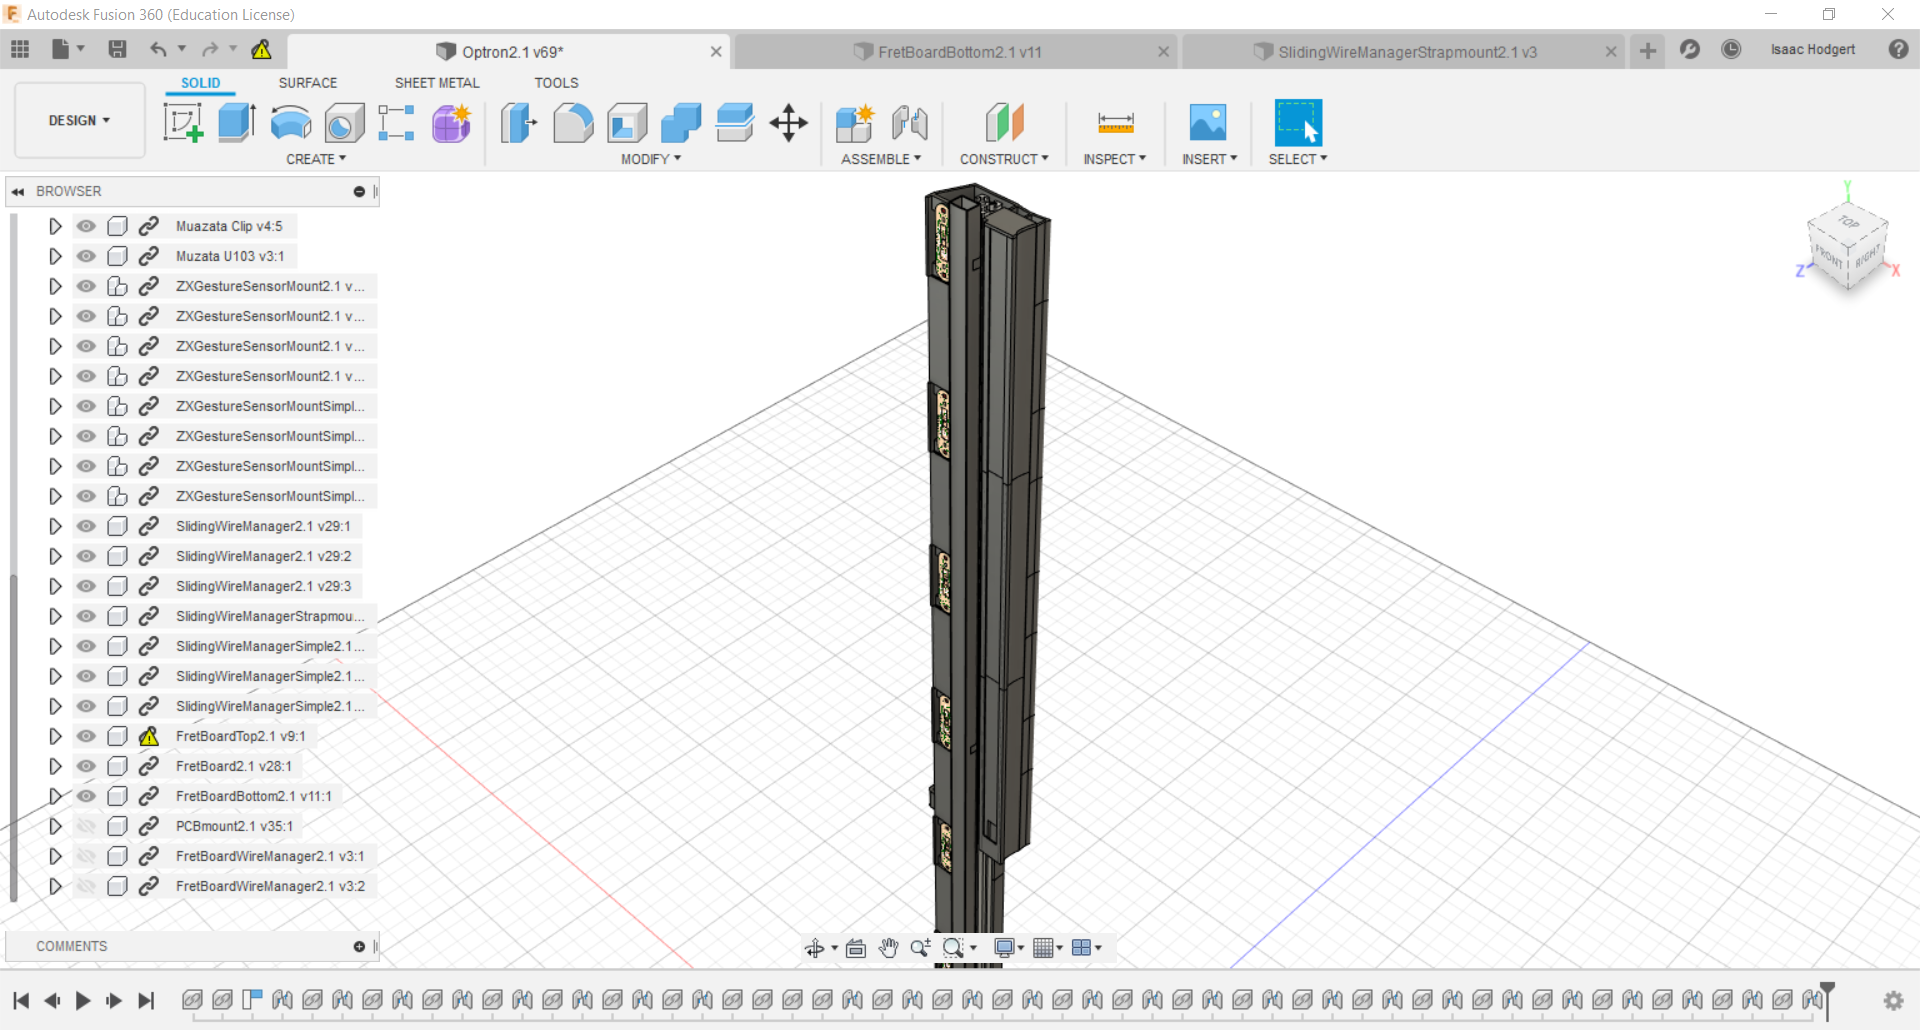 Autodesk Fusion 360 (Education License)
Optron2.1 v69*
FretBoardBottom2.1 v11
SlidingWireManagerStrapmount2.1 v3
Isaac Hodgert
DESIGN
SOLID
SURFACE
SHEET METAL
TOOLS
CREATE
MODIFY
ASSEMBLE
CONSTRUCT
INSPECT
INSERT
SELECT
BROWSER
Muazata Clip v4:5
Muzata U103 v3:1
ZXGestureSensorMount2.1 v...
ZXGestureSensorMount2.1 v...
ZXGestureSensorMount2.1 v...
ZXGestureSensorMount2.1 v...
ZXGestureSensorMountSimpl...
ZXGestureSensorMountSimpl...
ZXGestureSensorMountSimpl...
ZXGestureSensorMountSimpl...
SlidingWireManager2.1 v29:1
SlidingWireManager2.1 v29:2
SlidingWireManager2.1 v29:3
SlidingWireManagerStrapmou...
SlidingWireManagerSimple2.1...
SlidingWireManagerSimple2.1...
SlidingWireManagerSimple2.1...
FretBoardTop2.1 v9:1
FretBoard2.1 v28:1
FretBoardBottom2.1 v11:1
PCBmount2.1 v35:1
FretBoardWireManager2.1 v3:1
FretBoardWireManager2.1 v3:2
COMMENTS
Y
TOP
FRONT
RIGHT
Z
X